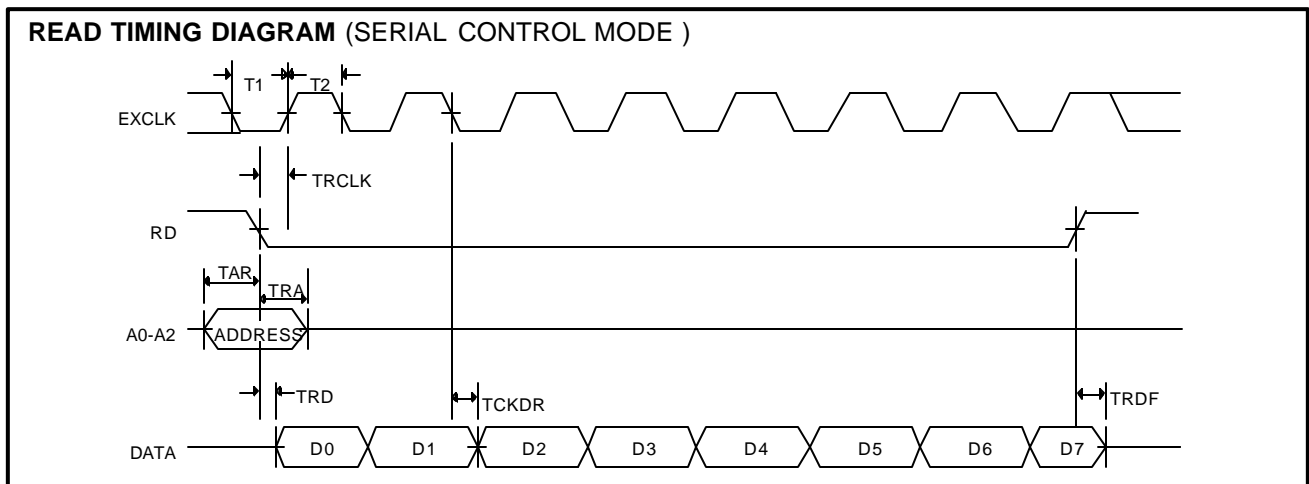 READ TIMING DIAGRAM (SERIAL CONTROL MODE )
T1 T2
EXCLK
TRCLK
RD
TAR
TRA
A0-A2 ADDRESS
TRD TCKDR TRDF
DATA D0 D1 D2 D3 D4 D5 D6 D7